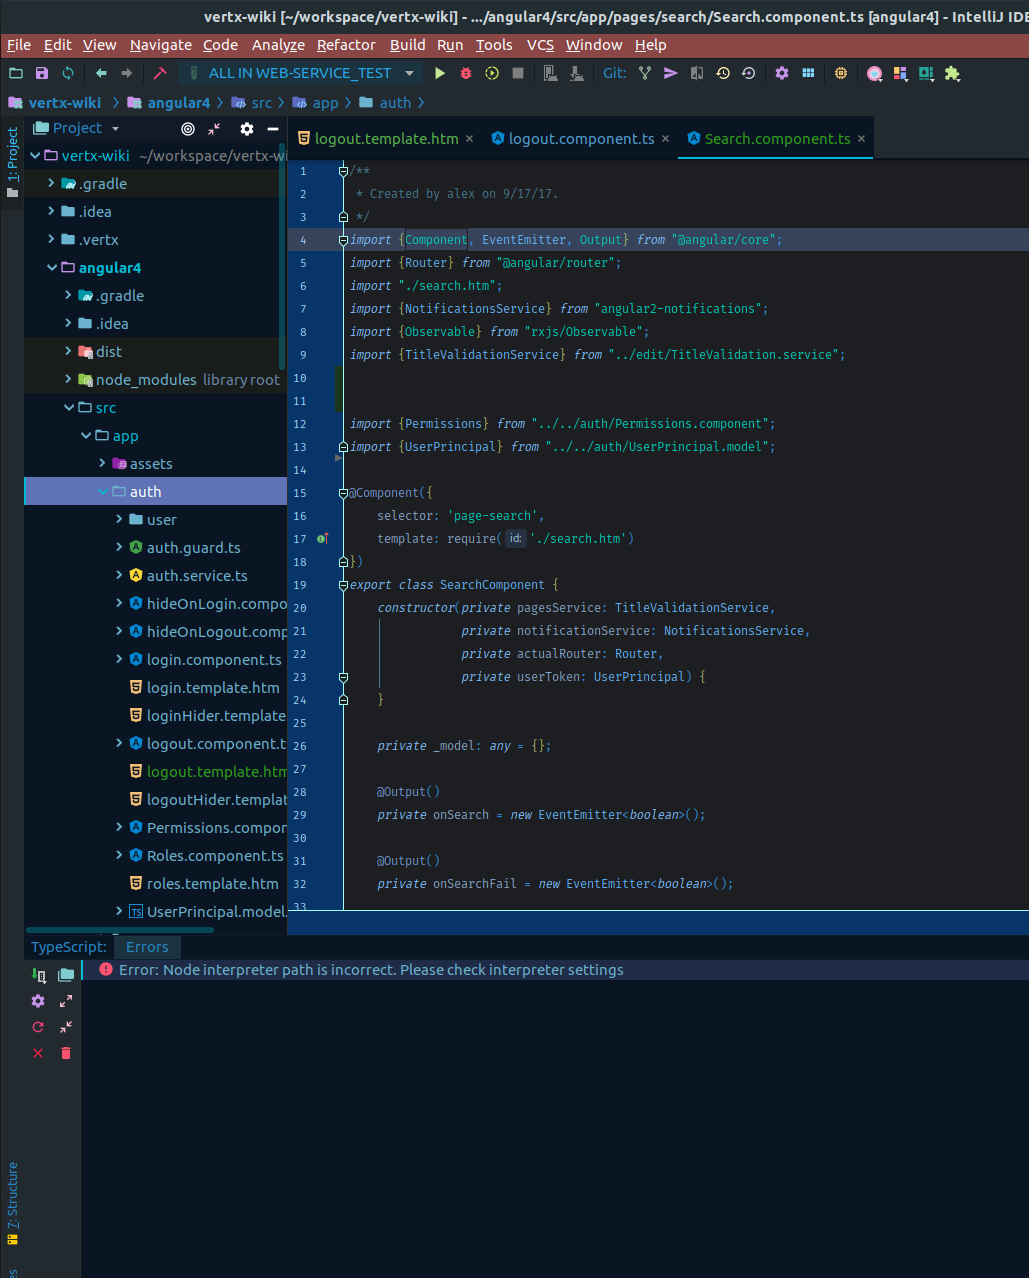 vertx-wiki [~/workspace/vertx-wiki] - .../angular4/src/app/pages/search/Search.component.ts [angular4] - IntelliJ IDE
File Edit View Navigate Code Analyze Refactor Build Run Tools VCS Window Help
ALL IN WEB-SERVICE_TEST Git:
vertx-wiki angular4 src app auth
1: Project
Project
vertx-wiki ~/workspace/vertx-wi
.gradle
.idea
.vertx
angular4
.gradle
.idea
dist
node_modules library root
src
app
assets
auth
user
auth.guard.ts
auth.service.ts
hideOnLogin.compo
hideOnLogout.comp
login.component.ts
login.template.htm
loginHider.template
logout.component.t
logout.template.htm
logoutHider.templat
Permissions.compor
Roles.component.ts
roles.template.htm
UserPrincipal.model.
logout.template.htm × logout.component.ts × Search.component.ts ×
1 /**
2 * Created by alex on 9/17/17.
3 */
4 import {Component, EventEmitter, Output} from "@angular/core";
5 import {Router} from "@angular/router";
6 import "./search.htm";
7 import {NotificationsService} from "angular2-notifications";
8 import {Observable} from "rxjs/Observable";
9 import {TitleValidationService} from "../edit/TitleValidation.service";
10
11
12 import {Permissions} from "../../auth/Permissions.component";
13 import {UserPrincipal} from "../../auth/UserPrincipal.model";
14
15 @Component({
16 selector: 'page-search',
17 template: require( id: './search.htm')
18 })
19 export class SearchComponent {
20 constructor(private pagesService: TitleValidationService,
21 private notificationService: NotificationsService,
22 private actualRouter: Router,
23 private userToken: UserPrincipal) {
24 }
25
26 private _model: any = {};
27
28 @Output()
29 private onSearch = new EventEmitter<boolean>();
30
31 @Output()
32 private onSearchFail = new EventEmitter<boolean>();
33
TypeScript: Errors
Error: Node interpreter path is incorrect. Please check interpreter settings
7: Structure